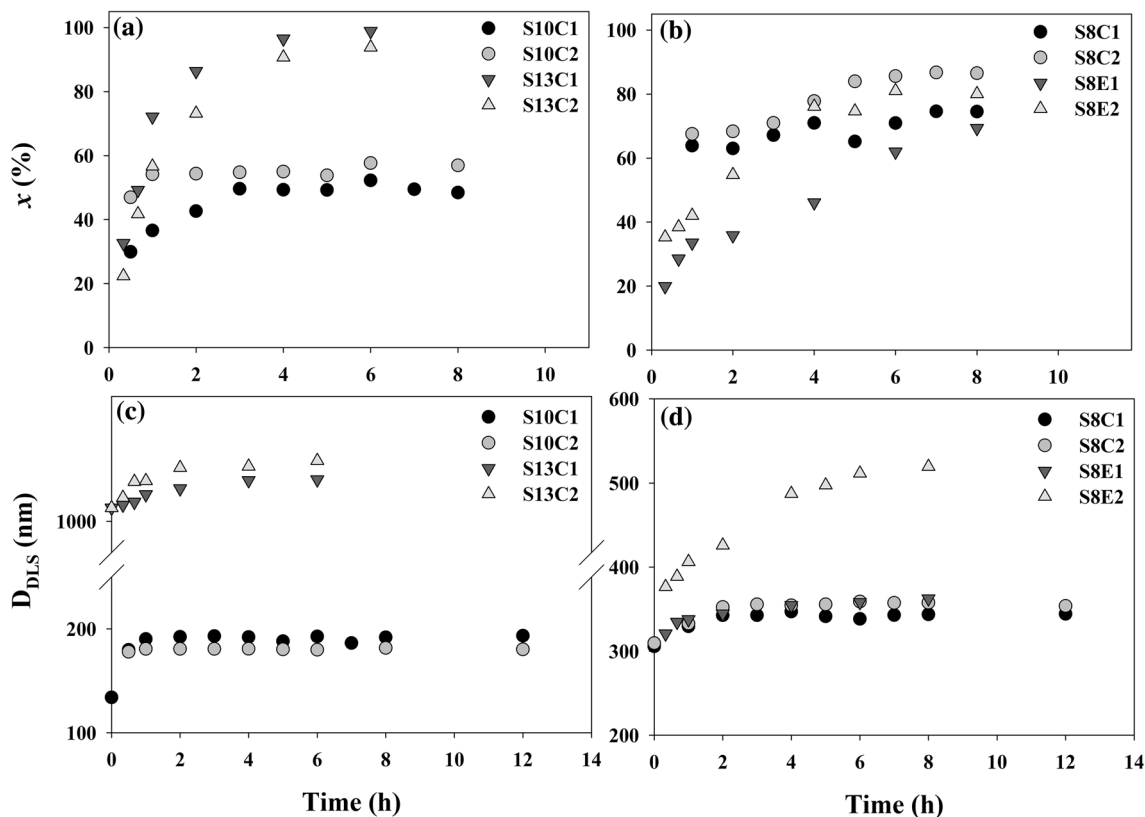 (a)
S10C1
S10C2
S13C1
S13C2
x (%)
100
80
60
40
20
0
0 2 4 6 8 10
(b)
S8C1
S8C2
S8E1
S8E2
100
80
60
40
20
0
0 2 4 6 8 10
(c)
S10C1
S10C2
S13C1
S13C2
D_DLS (nm)
1000
200
100
0 2 4 6 8 10 12 14
Time (h)
(d)
S8C1
S8C2
S8E1
S8E2
600
500
400
300
200
0 2 4 6 8 10 12 14
Time (h)